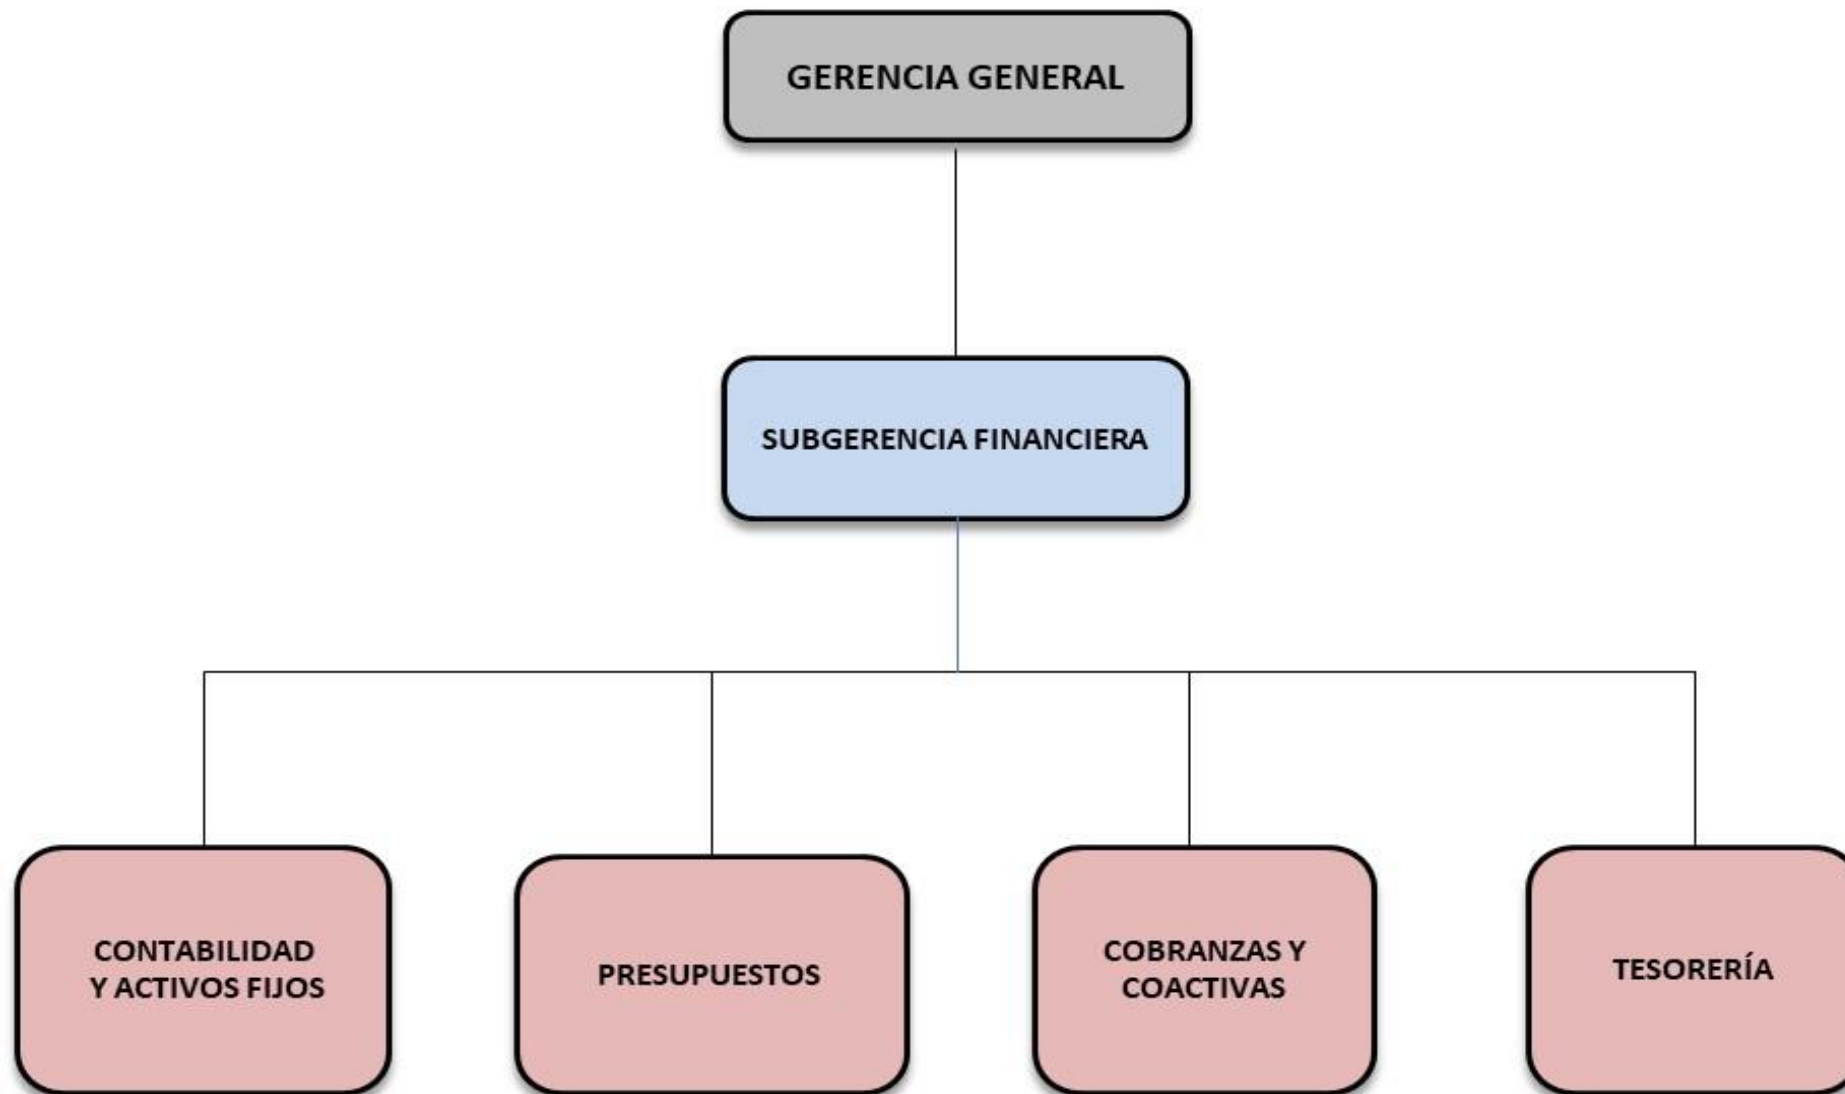 GERENCIA GENERAL
SUBGERENCIA FINANCIERA
CONTABILIDAD
Y ACTIVOS FIJOS
PRESUPUESTOS
COBRANZAS Y
COACTIVAS
TESORERÍA